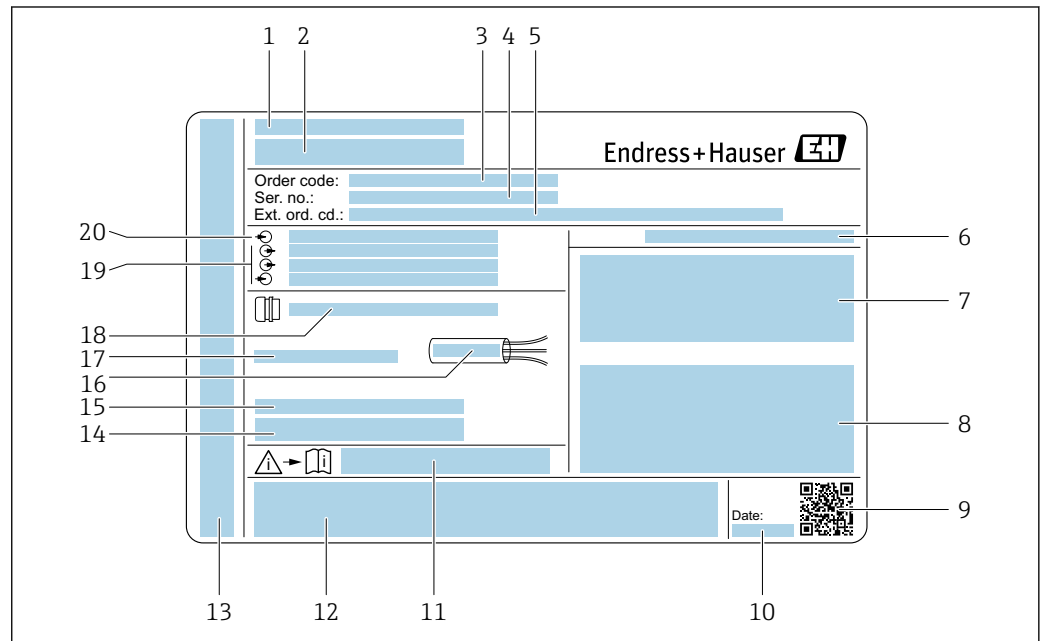 1 2 3 4 5
Endress+Hauser EH
Order code:
Ser. no.:
Ext. ord. cd.:
20
6
19
7
18
17
16
15
14
8
i i
Date:
9
13 12 11 10